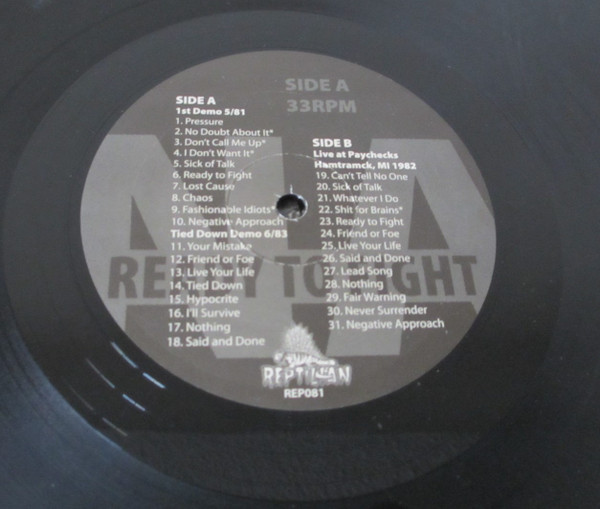 SIDE A
33RPM
SIDE A
1st Demo 5/81
1. Pressure
2. No Doubt About It*
3. Don't Call Me Up*
4. I Don't Want It*
5. Sick of Talk
6. Ready to Fight
7. Lost Cause
8. Chaos
9. Fashionable Idiots*
10. Negative Approach
Tied Down Demo 6/83
11. Your Mistake
12. Friend or Foe
13. Live Your Life
14. Tied Down
15. Hypocrite
16. I'll Survive
17. Nothing
18. Said and Done
SIDE B
Live at Paychecks
Hamtramck, MI 1982
19. Can't Tell No One
20. Sick of Talk
21. Whatever I Do
22. Shit for Brains*
23. Ready to Fight
24. Friend or Foe
25. Live Your Life
26. Said and Done
27. Lead Song
28. Nothing
29. Fair Warning
30. Never Surrender
31. Negative Approach
NA
READY TO FIGHT
REPTILIAN
REP081